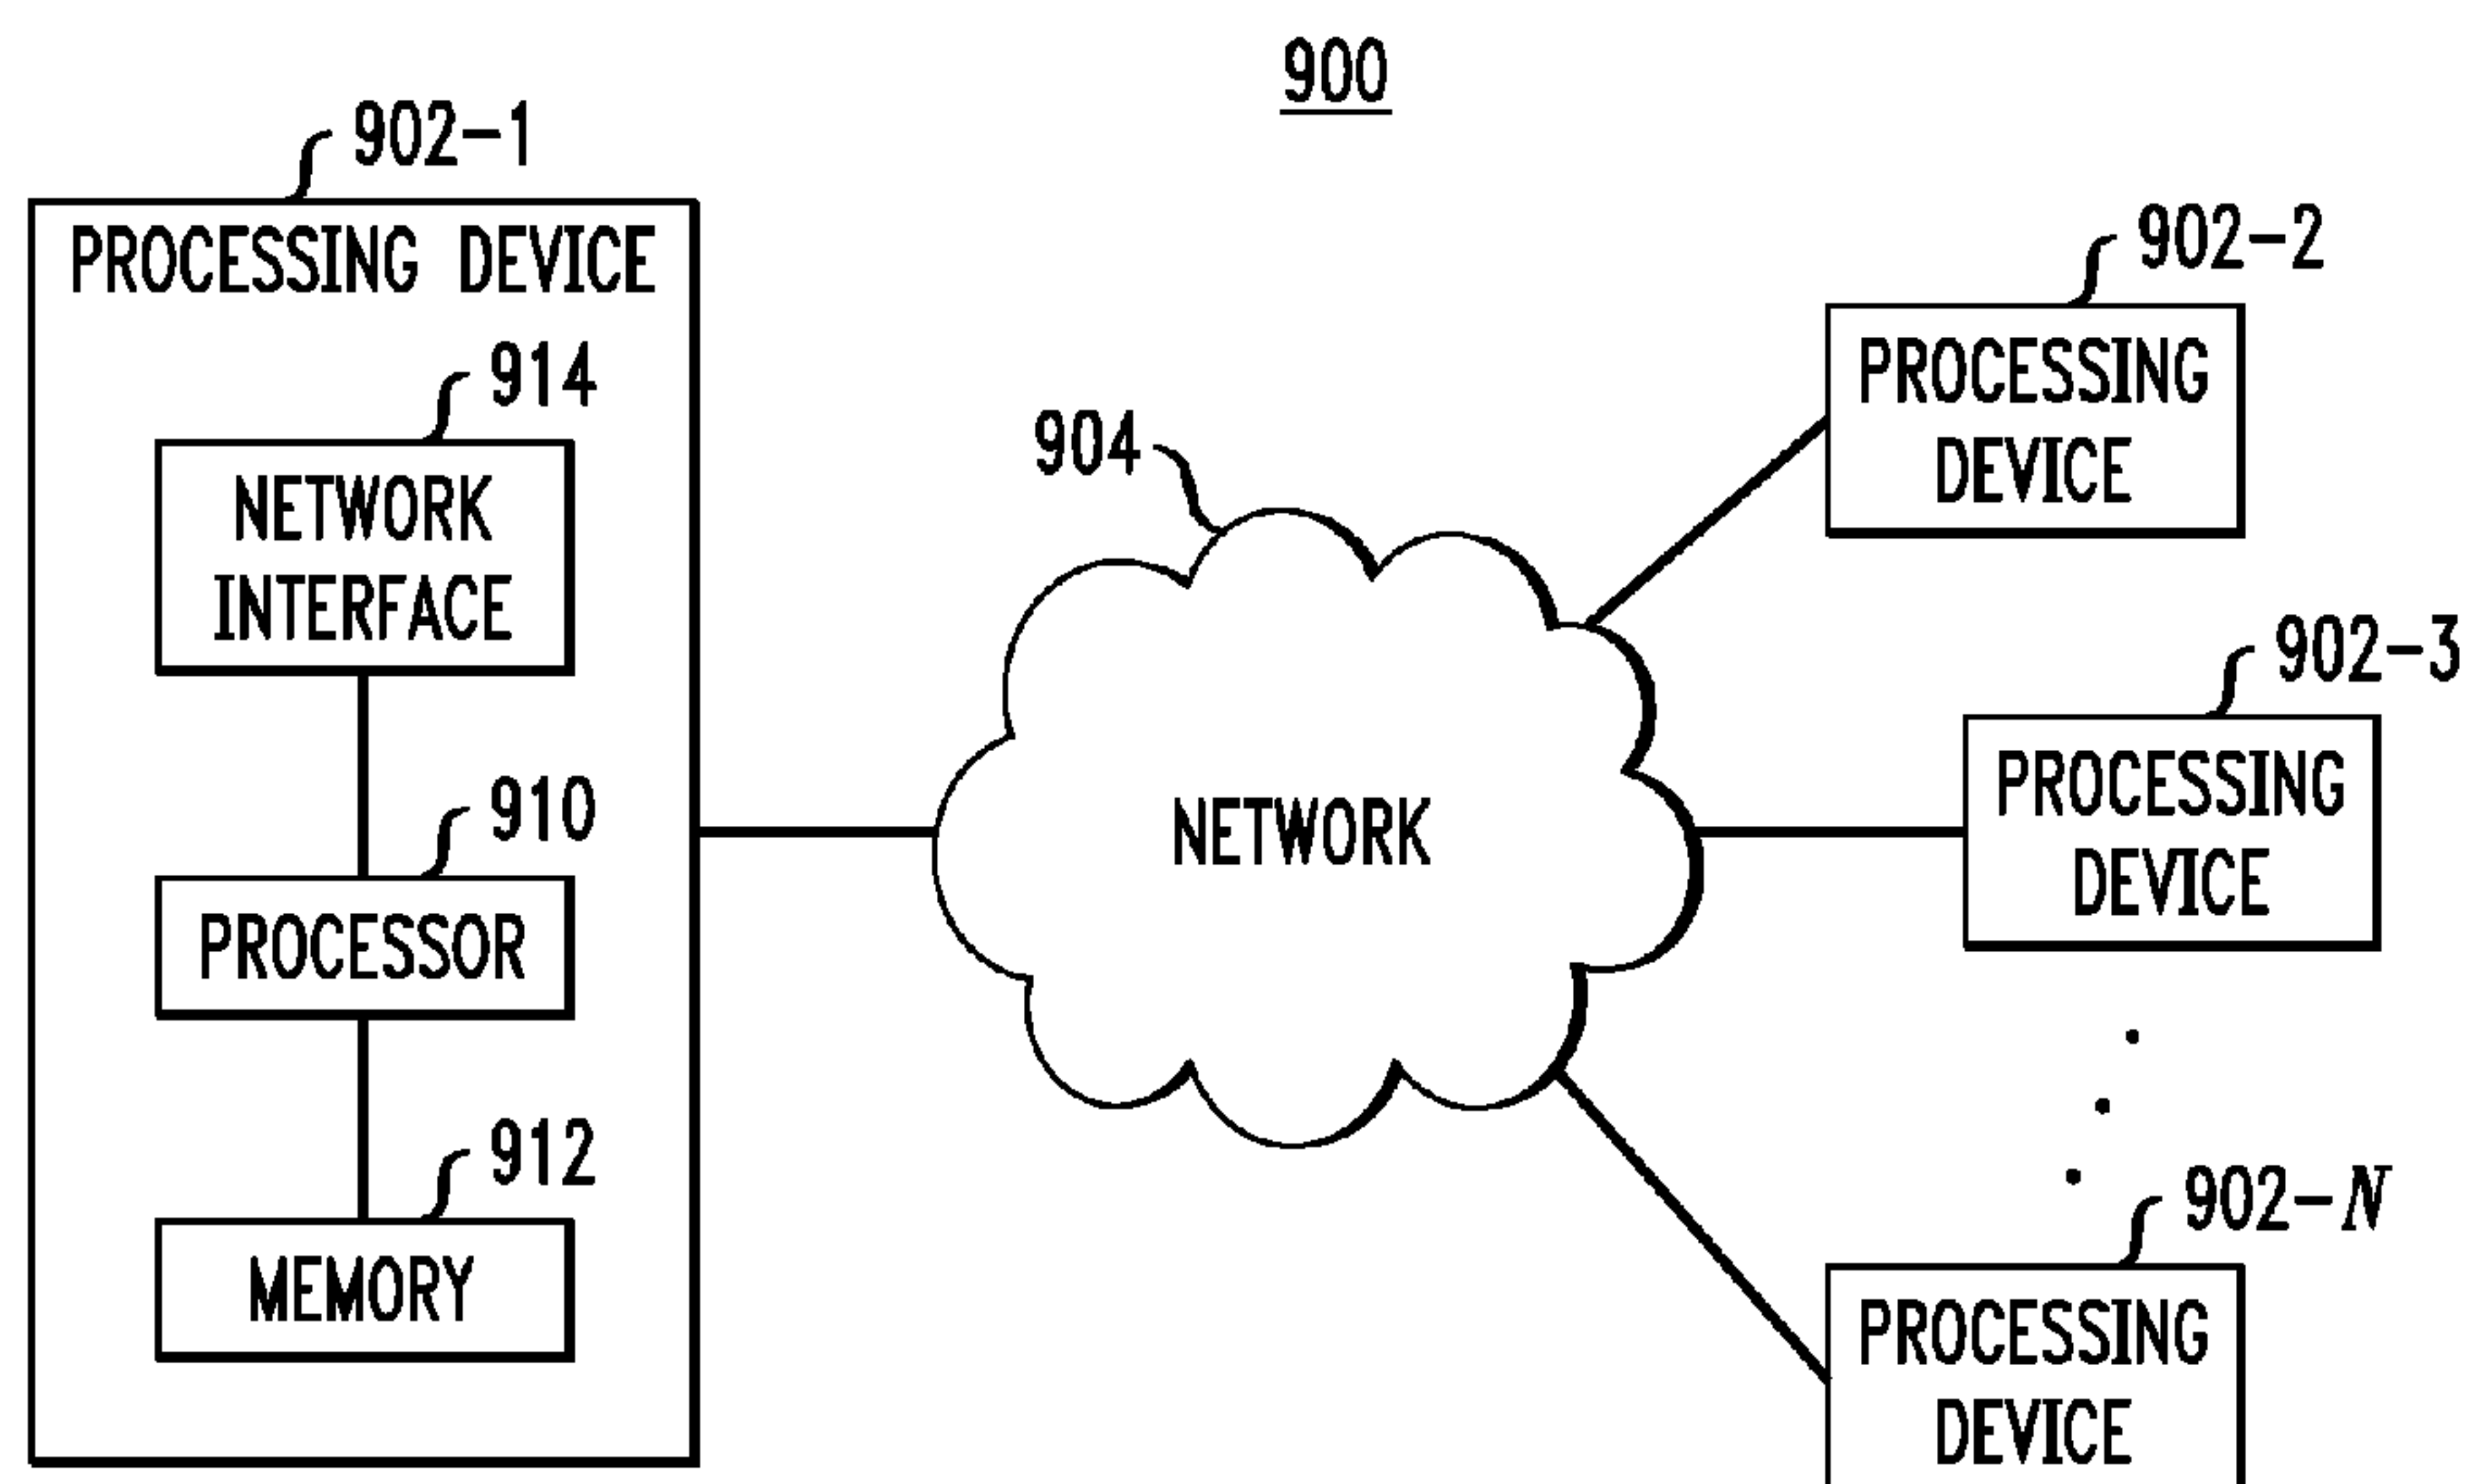 900
902-1
PROCESSING DEVICE
914
NETWORK
INTERFACE
910
PROCESSOR
912
MEMORY
904
NETWORK
902-2
PROCESSING
DEVICE
902-3
PROCESSING
DEVICE
902-N
PROCESSING
DEVICE